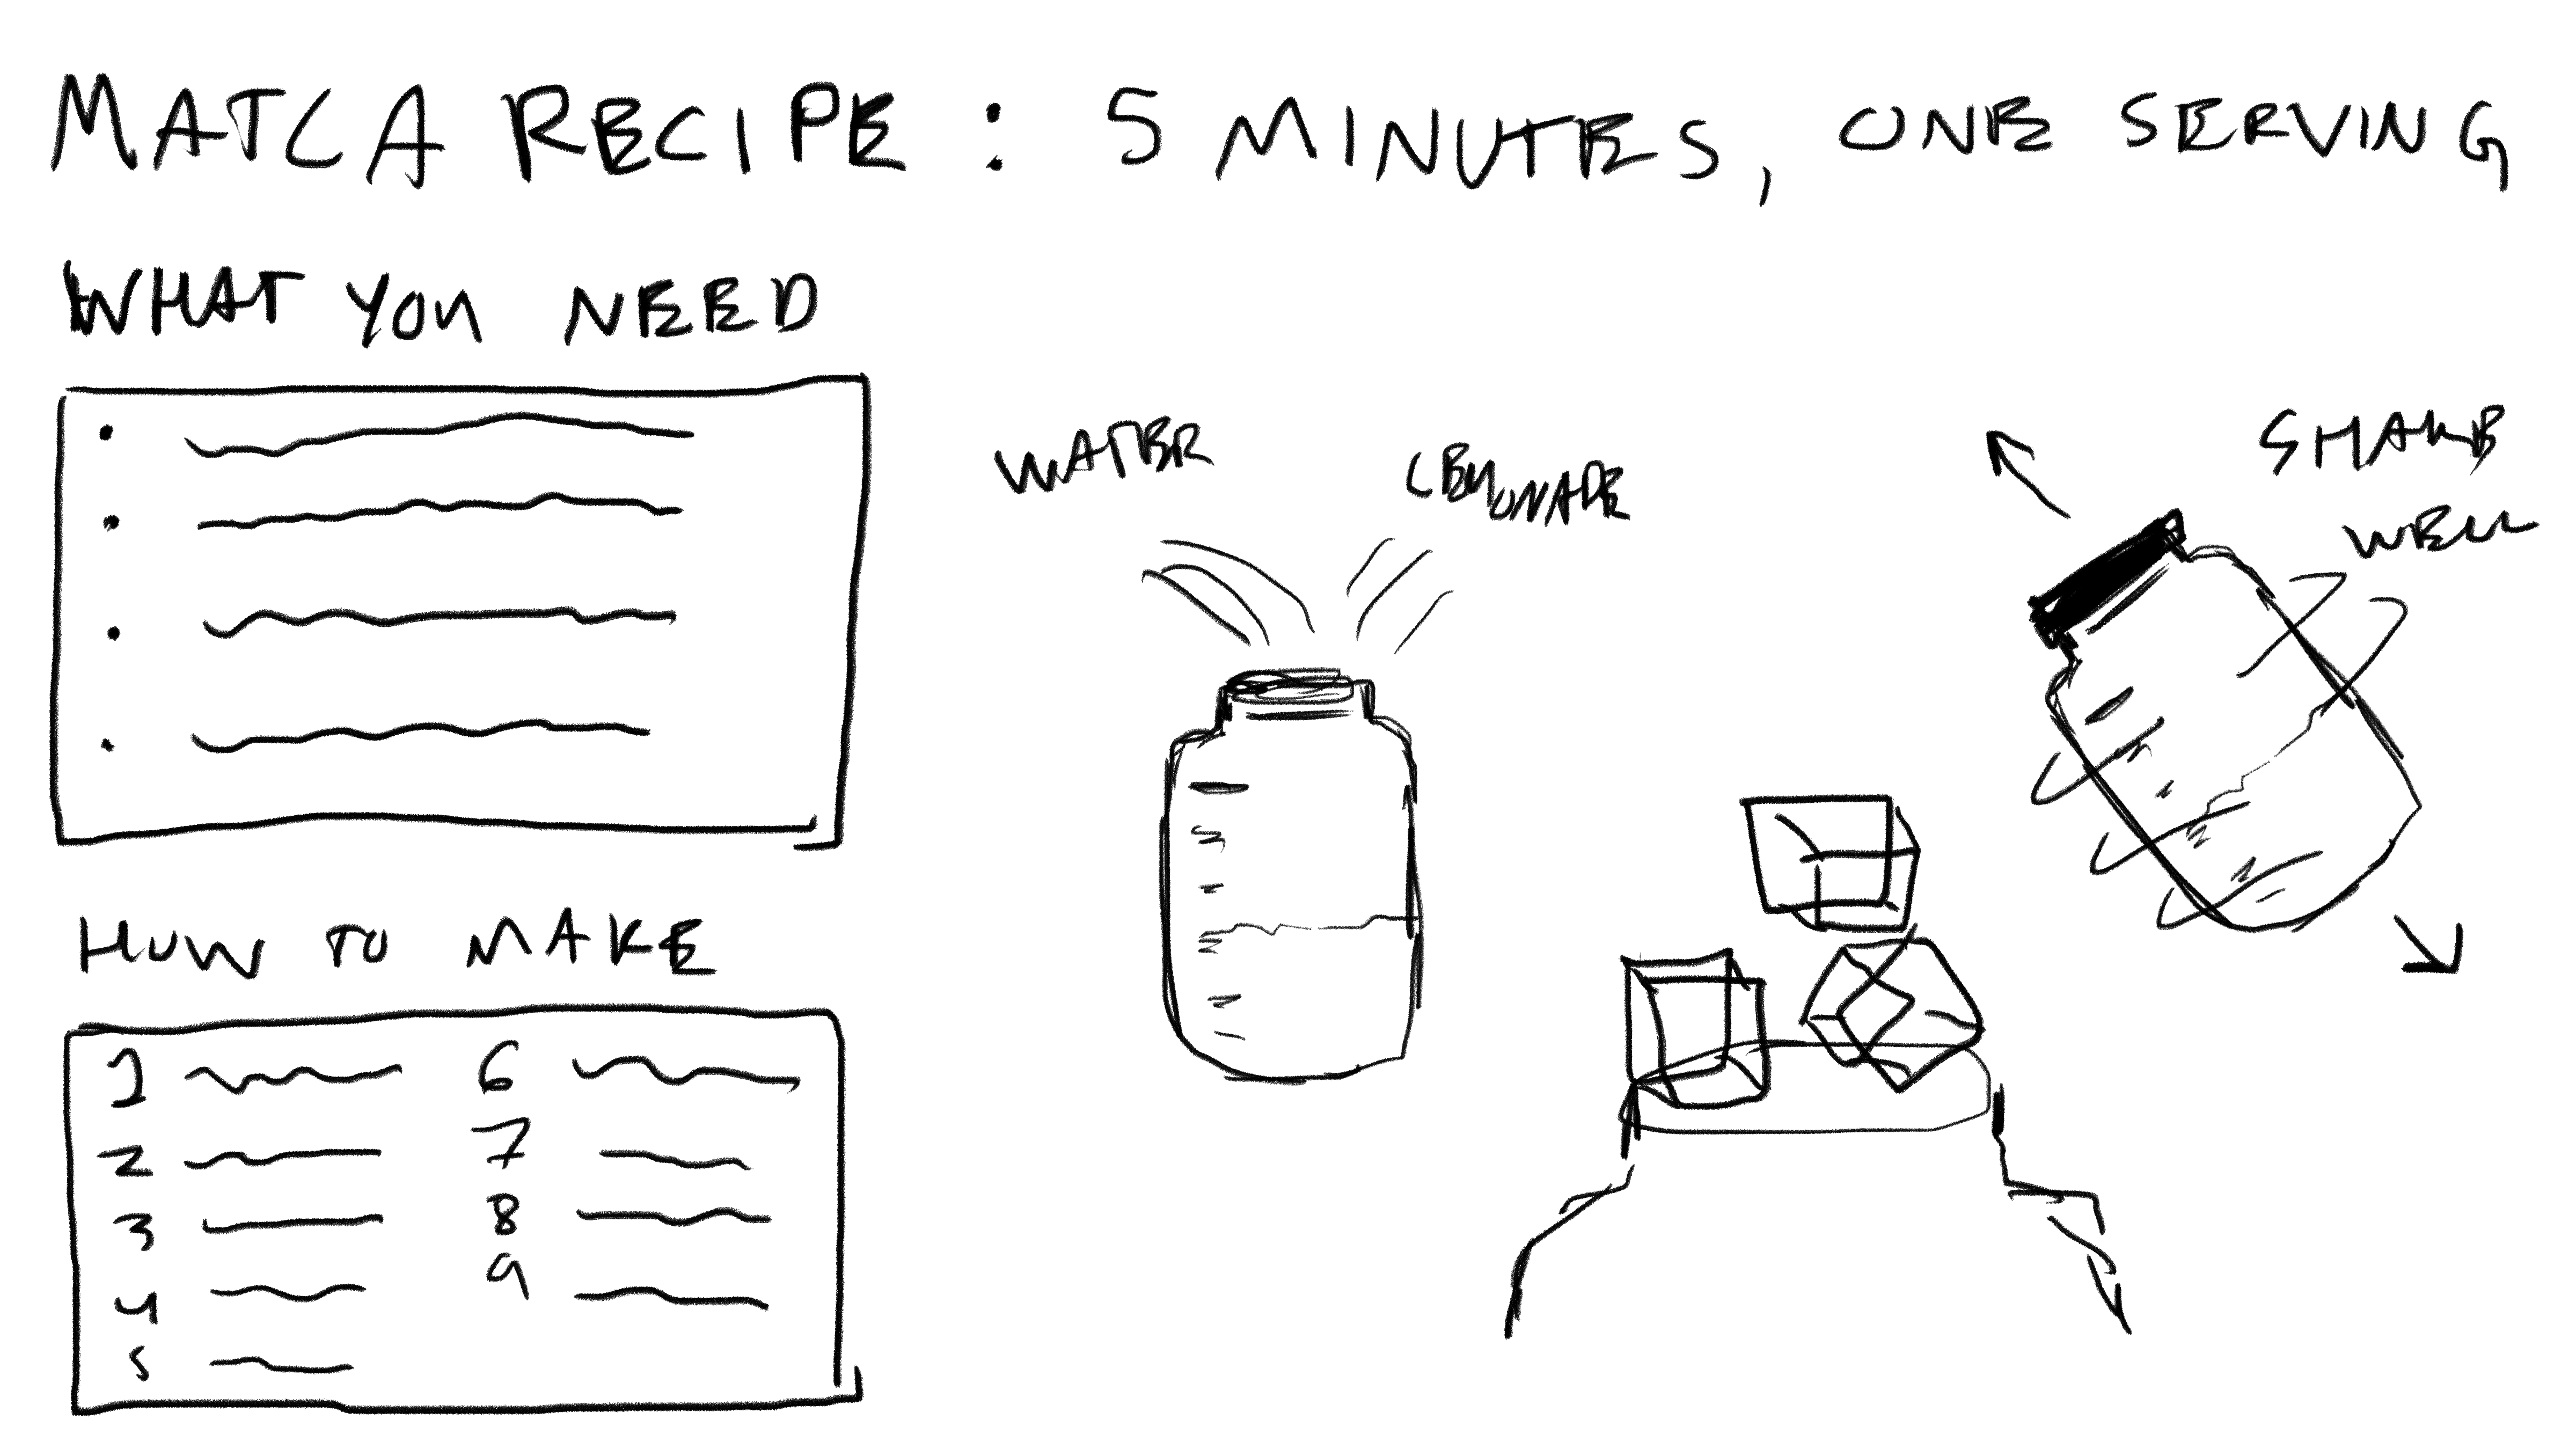 MATCA RECIPE : 5 MINUTES, ONE SERVING
WHAT YOU NEED
WATER
LEMONADE
SHAKE
WELL
HOW TO MAKE
1 6
2 7
3 8
4 9
5